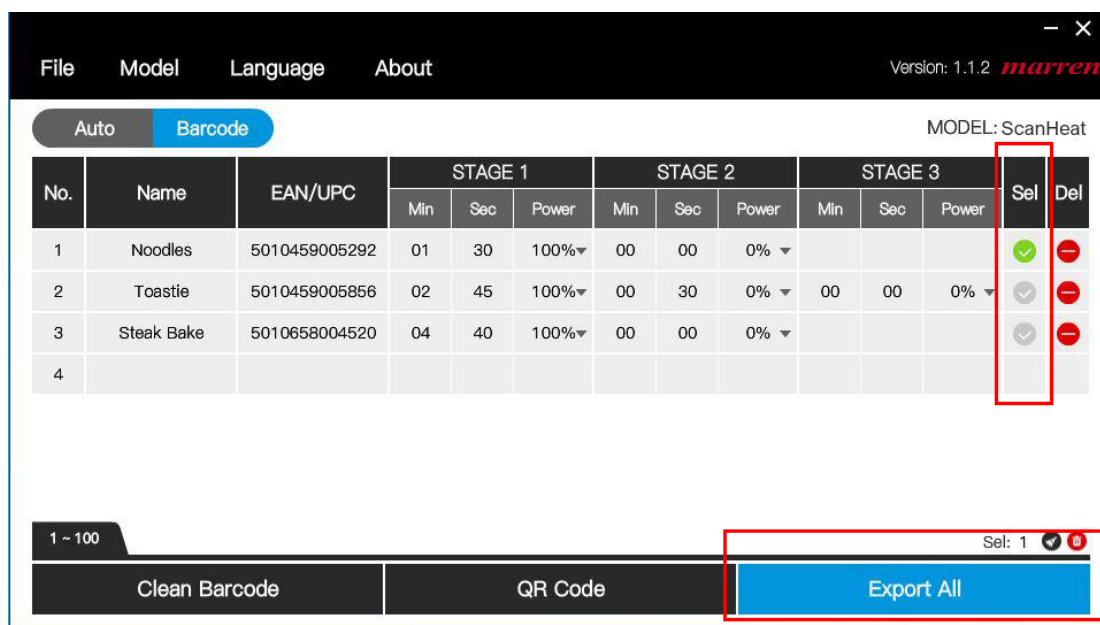 File Model Language About Version: 1.1.2 marren
Auto Barcode MODEL: ScanHeat
No. Name EAN/UPC STAGE 1 STAGE 2 STAGE 3 Sel Del
Min Sec Power Min Sec Power Min Sec Power
1 Noodles 5010459005292 01 30 100% 00 00 0%
2 Toastie 5010459005856 02 45 100% 00 30 0% 00 00 0%
3 Steak Bake 5010658004520 04 40 100% 00 00 0%
4
1 ~ 100 Sel: 1
Clean Barcode QR Code Export All